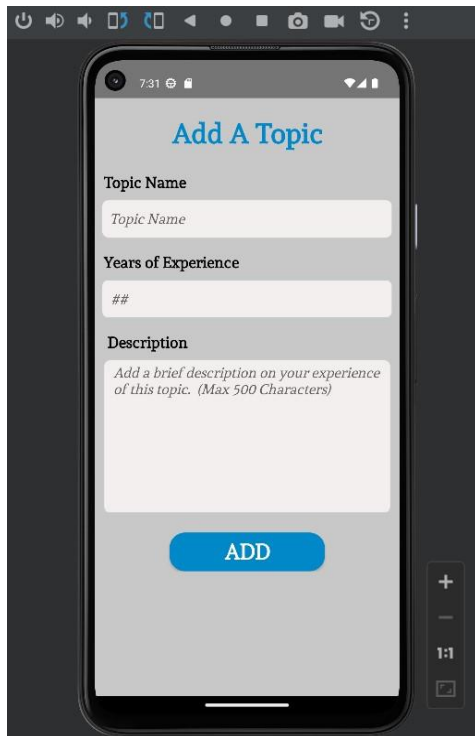 7:31
Add A Topic
Topic Name
Topic Name
Years of Experience
##
Description
Add a brief description on your experience
of this topic. (Max 500 Characters)
ADD
1:1